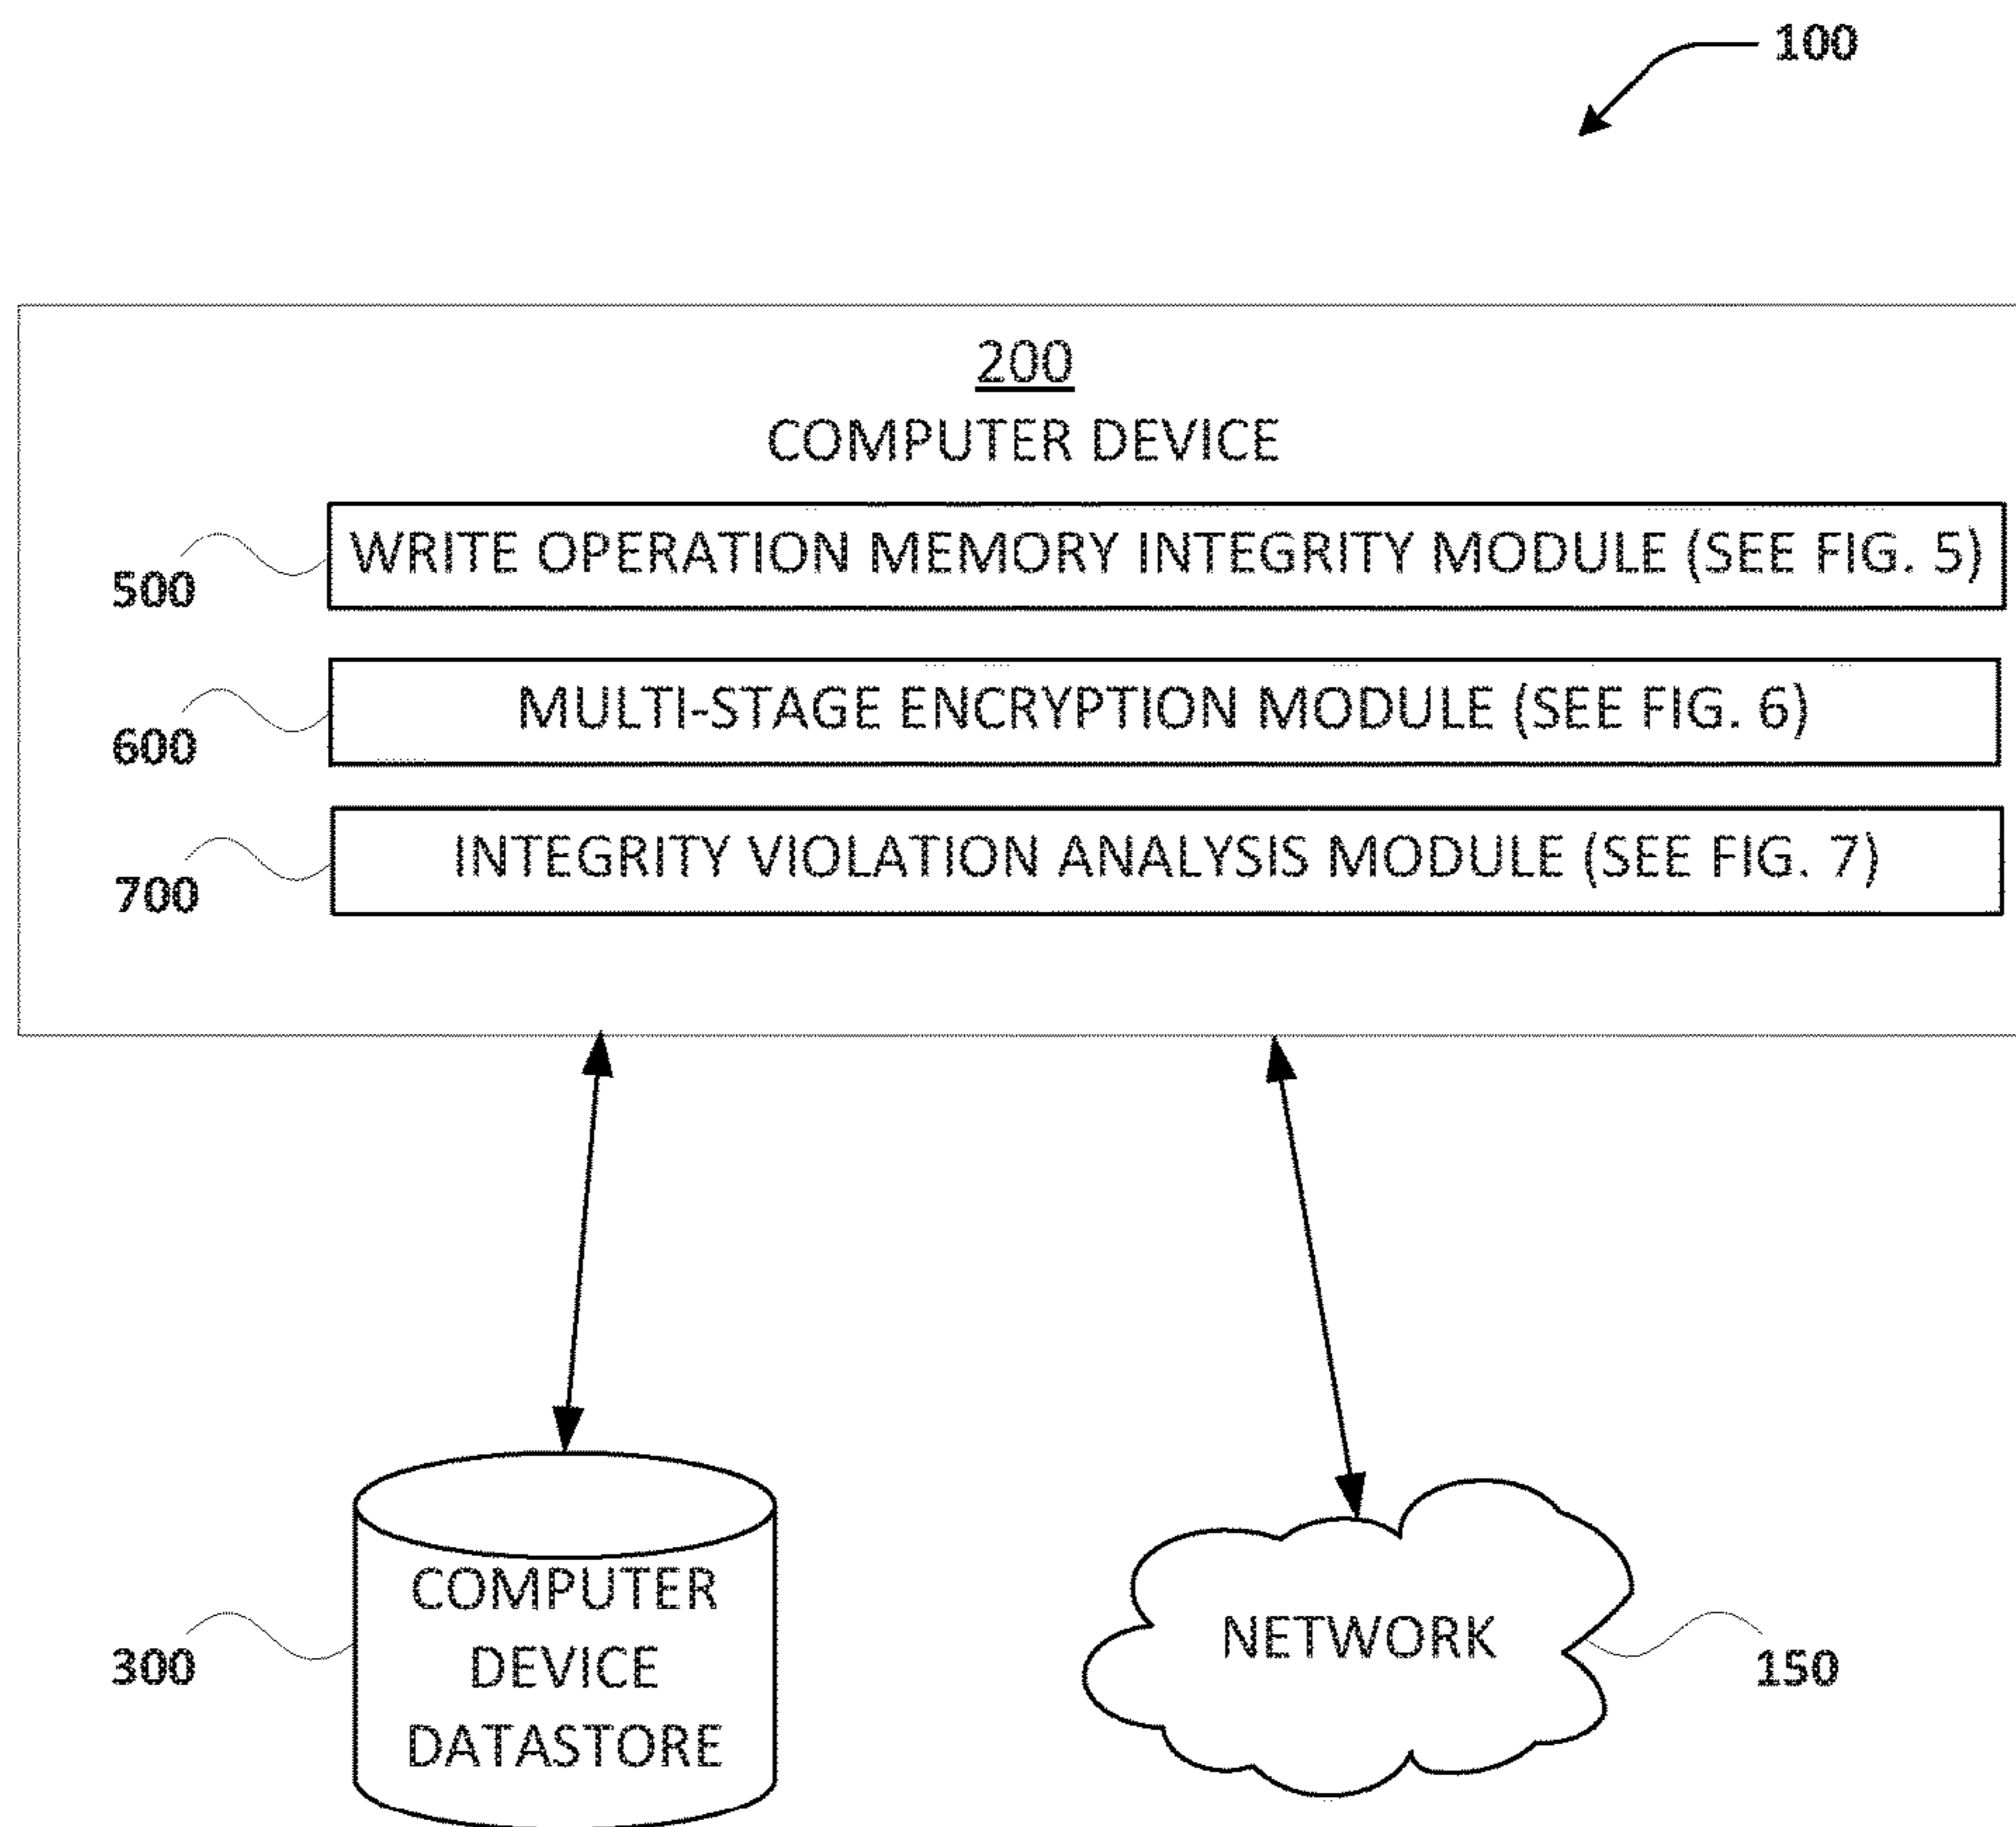 100
200
COMPUTER DEVICE
WRITE OPERATION MEMORY INTEGRITY MODULE (SEE FIG. 5)
500
MULTI-STAGE ENCRYPTION MODULE (SEE FIG. 6)
600
INTEGRITY VIOLATION ANALYSIS MODULE (SEE FIG. 7)
700
COMPUTER
DEVICE
DATASTORE
300
NETWORK
150